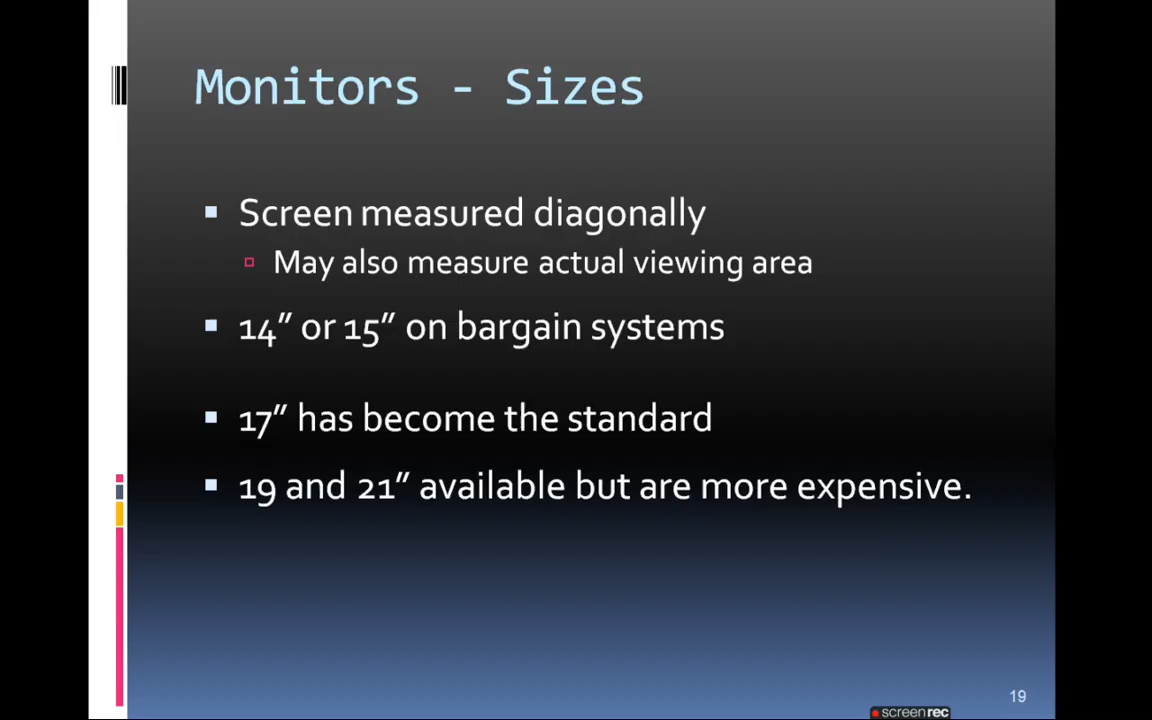 Monitors - Sizes
Screen measured diagonally
May also measure actual viewing area
14” or 15” on bargain systems
17” has become the standard
19 and 21” available but are more expensive.
19
screenrec